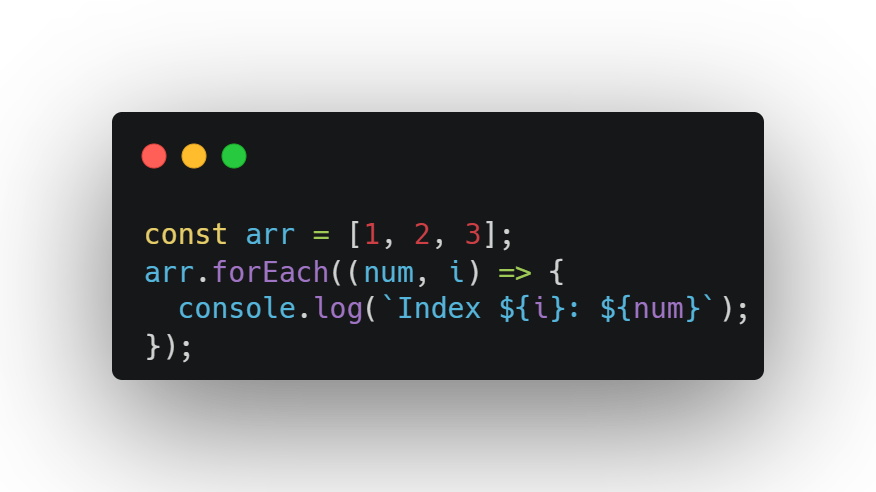 const arr = [1, 2, 3];
arr.forEach((num, i) => {
  console.log(`Index ${i}: ${num}`);
});